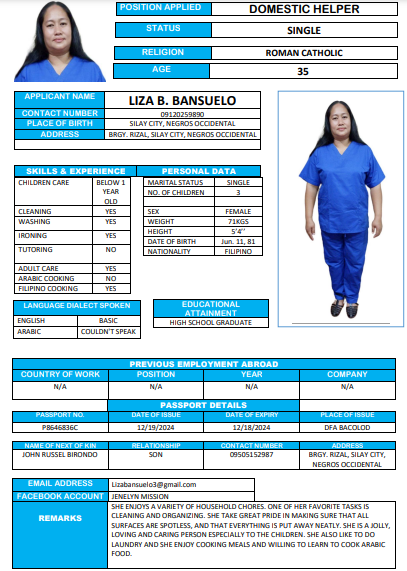 POSITION APPLIED DOMESTIC HELPER
STATUS SINGLE
RELIGION ROMAN CATHOLIC
AGE 35
APPLICANT NAME LIZA B. BANSUELO
CONTACT NUMBER 09120259890
PLACE OF BIRTH SILAY CITY, NEGROS OCCIDENTAL
ADDRESS BRGY. RIZAL, SILAY CITY, NEGROS OCCIDENTAL
SKILLS & EXPERIENCE
CHILDREN CARE BELOW 1 YEAR OLD
CLEANING YES
WASHING YES
IRONING YES
TUTORING NO
ADULT CARE YES
ARABIC COOKING NO
FILIPINO COOKING YES
PERSONAL DATA
MARITAL STATUS SINGLE
NO. OF CHILDREN 3
SEX FEMALE
WEIGHT 71KGS
HEIGHT 5'4''
DATE OF BIRTH Jun. 11, 81
NATIONALITY FILIPINO
LANGUAGE DIALECT SPOKEN
ENGLISH BASIC
ARABIC COULDN'T SPEAK
EDUCATIONAL
ATTAINMENT
HIGH SCHOOL GRADUATE
PREVIOUS EMPLOYMENT ABROAD
COUNTRY OF WORK POSITION YEAR COMPANY
N/A N/A N/A N/A
PASSPORT DETAILS
PASSPORT NO. DATE OF ISSUE DATE OF EXPIRY PLACE OF ISSUE
P8646836C 12/19/2024 12/18/2024 DFA BACOLOD
NAME OF NEXT OF KIN RELATIONSHIP CONTACT NUMBER ADDRESS
JOHN RUSSEL BIRONDO SON 09505152987 BRGY. RIZAL, SILAY CITY,
NEGROS OCCIDENTAL
EMAIL ADDRESS Lizabansuelo3@gmail.com
FACEBOOK ACCOUNT JENELYN MISSION
REMARKS
SHE ENJOYS A VARIETY OF HOUSEHOLD CHORES. ONE OF HER FAVORITE TASKS IS
CLEANING AND ORGANIZING. SHE TAKE GREAT PRIDE IN MAKING SURE THAT ALL
SURFACES ARE SPOTLESS, AND THAT EVERYTHING IS PUT AWAY NEATLY. SHE IS A JOLLY,
LOVING AND CARING PERSON ESPECIALLY TO THE CHILDREN. SHE ALSO LIKE TO DO
LAUNDRY AND SHE ENJOY COOKING MEALS AND WILLING TO LEARN TO COOK ARABIC
FOOD.